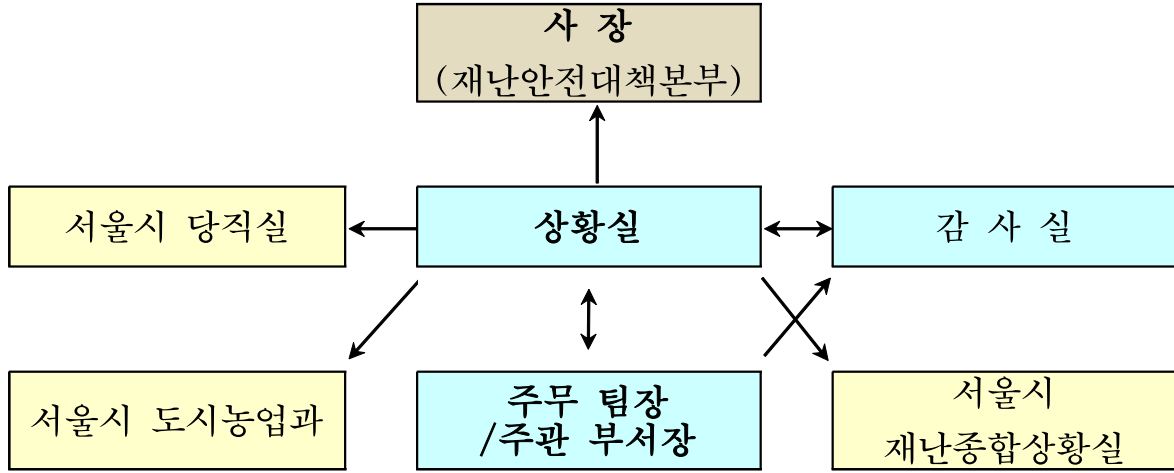 사 장
(재난안전대책본부)
서울시 당직실
상황실
감 사 실
서울시 도시농업과
주무 팀장
/주관 부서장
서울시
재난종합상황실